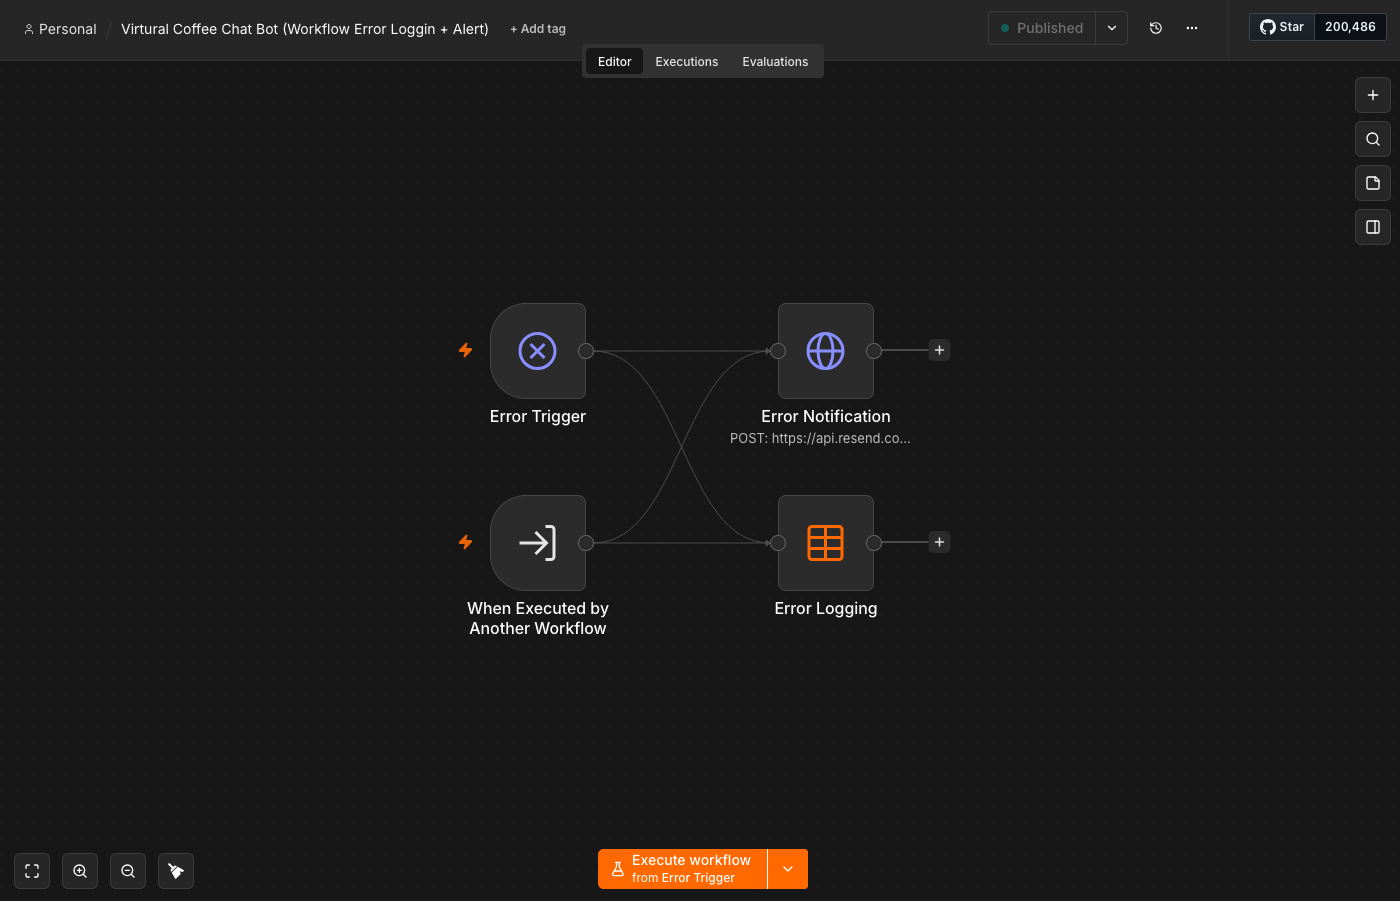 Personal / Virtural Coffee Chat Bot (Workflow Error Loggin + Alert) + Add tag
Published
Star 200,486
Editor Executions Evaluations
Error Trigger
Error Notification
POST: https://api.resend.co...
When Executed by
Another Workflow
Error Logging
Execute workflow
from Error Trigger